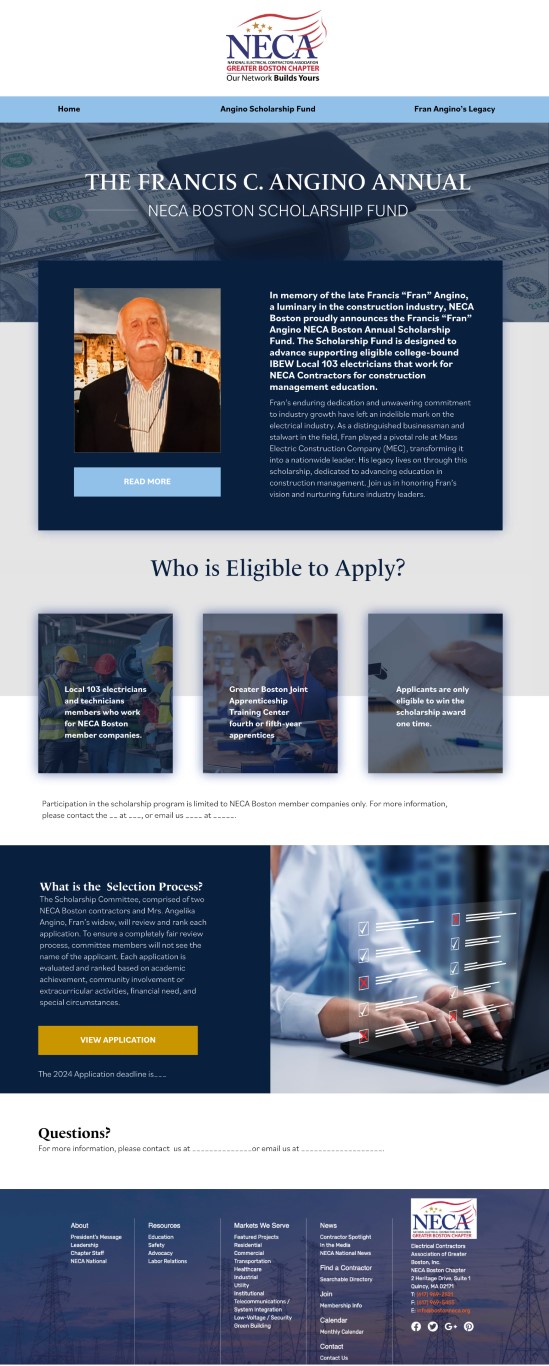 NECA
NATIONAL ELECTRICAL CONTRACTORS ASSOCIATION
GREATER BOSTON CHAPTER
Our Network Builds Yours
Home
Angino Scholarship Fund
Fran Angino's Legacy
THE FRANCIS C. ANGINO ANNUAL
NECA BOSTON SCHOLARSHIP FUND
In memory of the late Francis “Fran” Angino,
a luminary in the construction industry, NECA
Boston proudly announces the Francis “Fran”
Angino NECA Boston Annual Scholarship
Fund. The Scholarship Fund is designed to
advance supporting eligible college-bound
IBEW Local 103 electricians that work for
NECA Contractors for construction
management education.
Fran's enduring dedication and unwavering commitment
to industry growth have left an indelible mark on the
electrical industry. As a distinguished businessman and
stalwart in the field, Fran played a pivotal role at Mass
Electric Construction Company (MEC), transforming it
into a nationwide leader. His legacy lives on through this
scholarship, dedicated to advancing education in
construction management. Join us in honoring Fran's
vision and nurturing future industry leaders.
READ MORE
Who is Eligible to Apply?
Local 103 electricians
and technicians
members who work
for NECA Boston
member companies.
Greater Boston Joint
Apprenticeship
Training Center
fourth or fifth-year
apprentices
Applicants are only
eligible to win the
scholarship award
one time.
Participation in the scholarship program is limited to NECA Boston member companies only. For more information,
please contact the __ at ___, or email us ____ at _____.
What is the Selection Process?
The Scholarship Committee, comprised of two
NECA Boston contractors and Mrs. Angelika
Angino, Fran's widow, will review and rank each
application. To ensure a completely fair review
process, committee members will not see the
name of the applicant. Each application is
evaluated and ranked based on academic
achievement, community involvement or
extracurricular activities, financial need, and
special circumstances.
VIEW APPLICATION
The 2024 Application deadline is___
Questions?
For more information, please contact us at ______________or email us at ___________________.
About
President's Message
Leadership
Chapter Staff
NECA National
Resources
Education
Safety
Advocacy
Labor Relations
Markets We Serve
Featured Projects
Residential
Commercial
Transportation
Healthcare
Industrial
Utility
Institutional
Telecommunications /
System Integration
Low-Voltage / Security
Green Building
News
Contractor Spotlight
In the Media
NECA National News
Find a Contractor
Searchable Directory
Join
Membership Info
Calendar
Monthly Calendar
Contact
Contact Us
NECA
GREATER BOSTON CHAPTER
Electrical Contractors
Association of Greater
Boston, Inc.
NECA Boston Chapter
2 Heritage Drive, Suite 1
Quincy, MA 02171
T:
F:
E: info@bostonneca.org